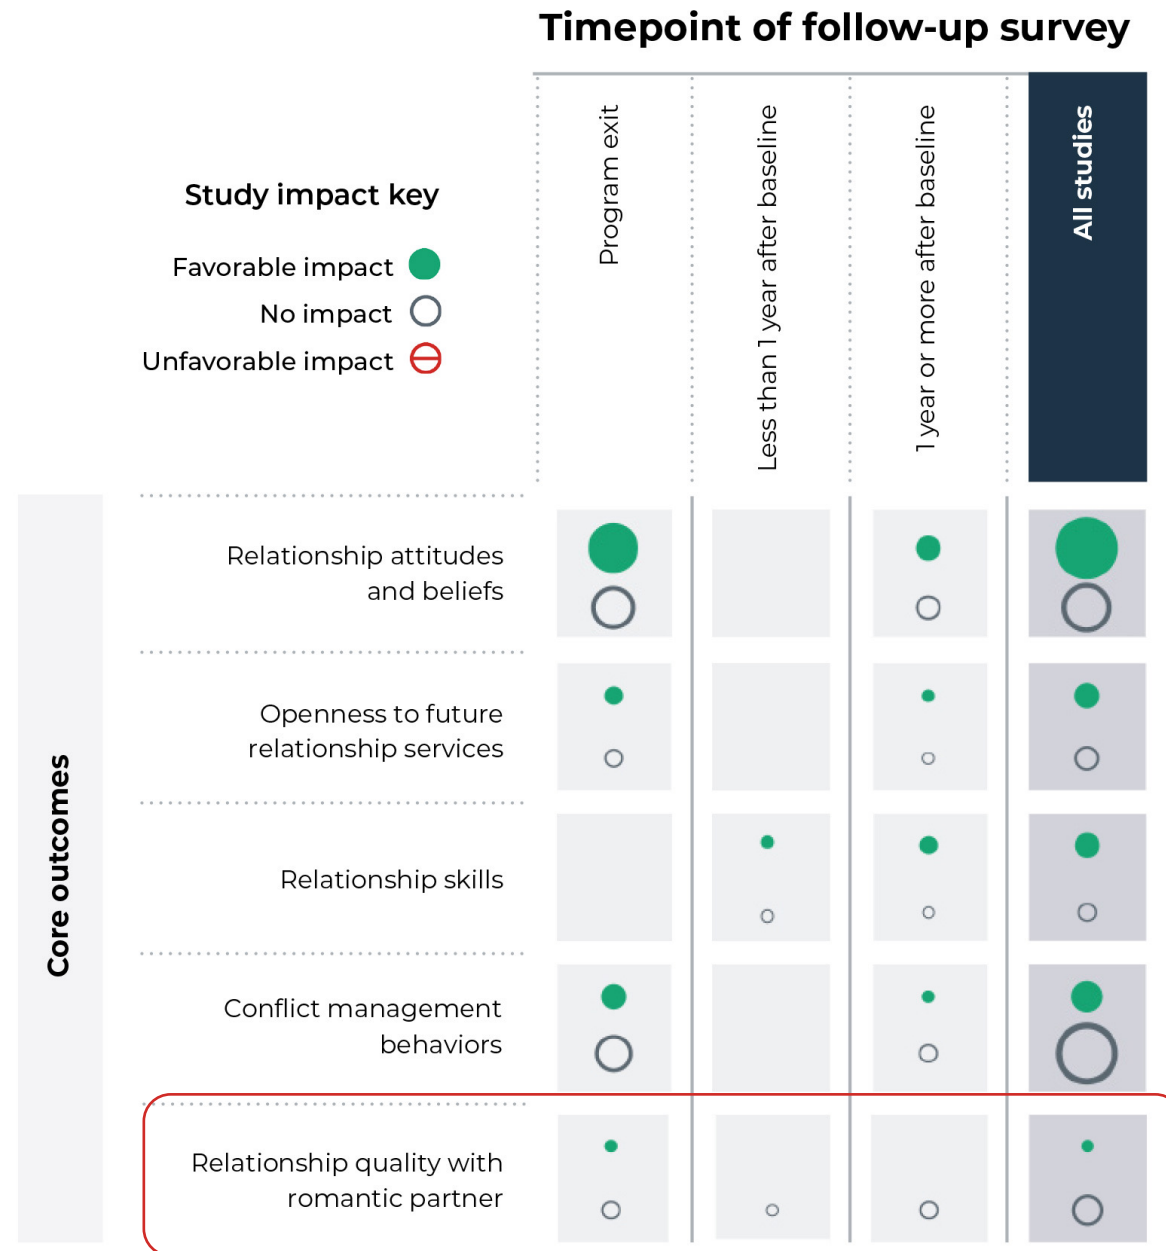 Timepoint of follow-up survey
Program exit
Less than 1 year after baseline
1 year or more after baseline
All studies
Study impact key
Favorable impact
No impact
Unfavorable impact
Core outcomes
Relationship attitudes
and beliefs
Openness to future
relationship services
Relationship skills
Conflict management
behaviors
Relationship quality with
romantic partner